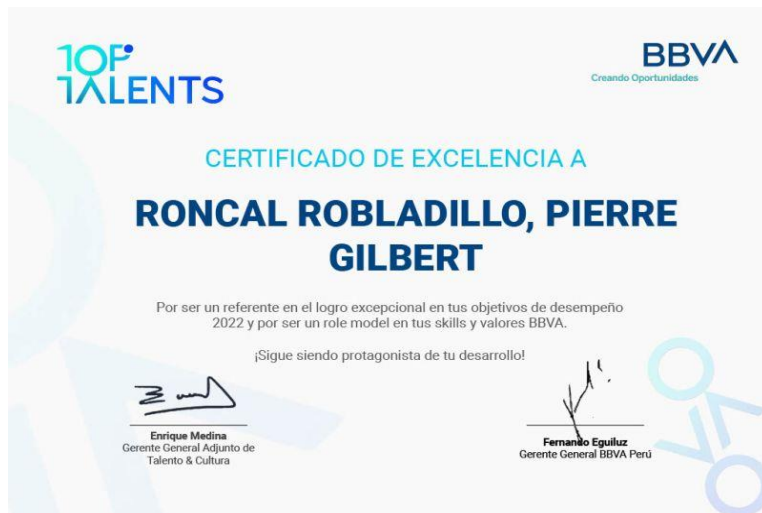 TOP
TALENTS
BBVA
Creando Oportunidades
CERTIFICADO DE EXCELENCIA A
RONCAL ROBLADILLO, PIERRE
GILBERT
Por ser un referente en el logro excepcional en tus objetivos de desempeño
2022 y por ser un role model en tus skills y valores BBVA.
¡Sigue siendo protagonista de tu desarrollo!
Enrique Medina
Gerente General Adjunto de
Talento & Cultura
Fernando Eguiluz
Gerente General BBVA Perú